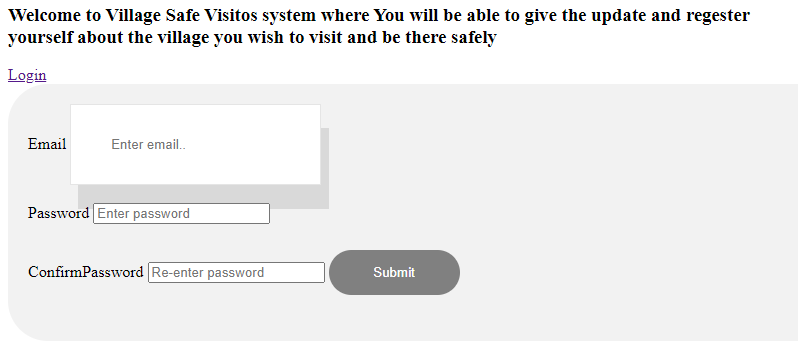 Welcome to Village Safe Visitos system where You will be able to give the update and regester
yourself about the village you wish to visit and be there safely
Login
Email Enter email..
Password Enter password
ConfirmPassword Re-enter password Submit